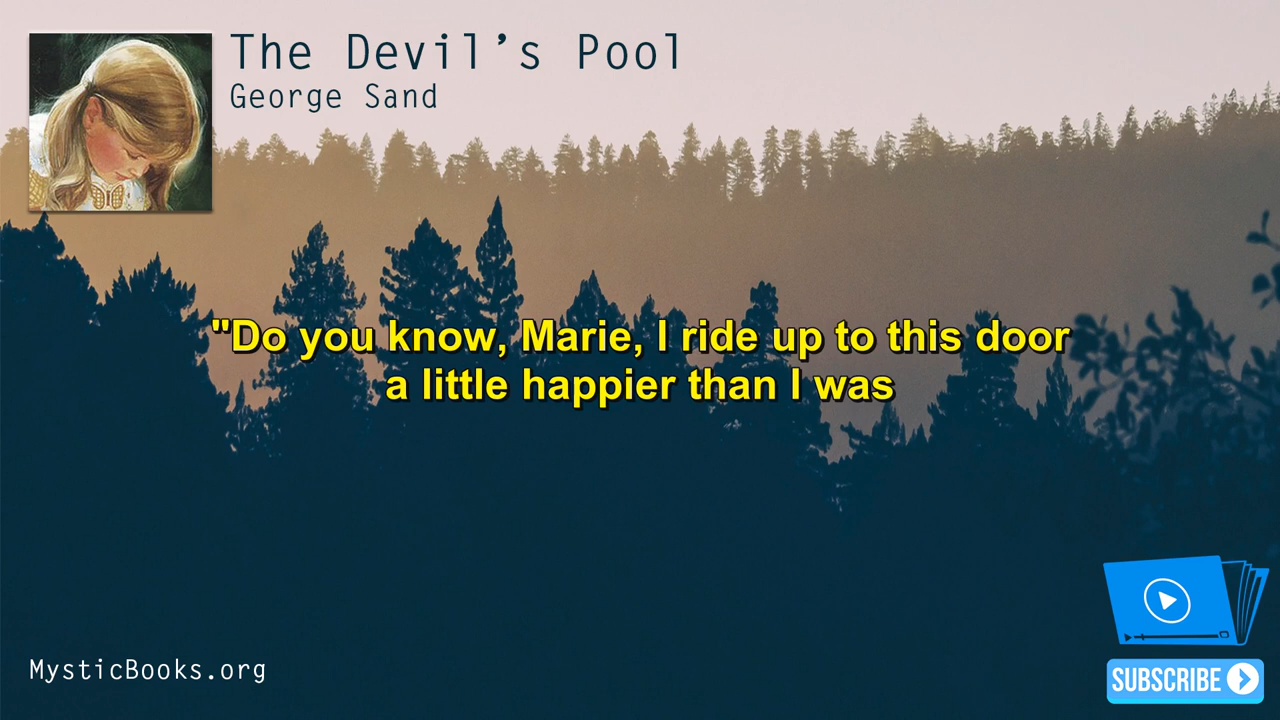 The Devil’s Pool
George Sand
"Do you know, Marie, I ride up to this door
a little happier than I was
MysticBooks.org
SUBSCRIBE